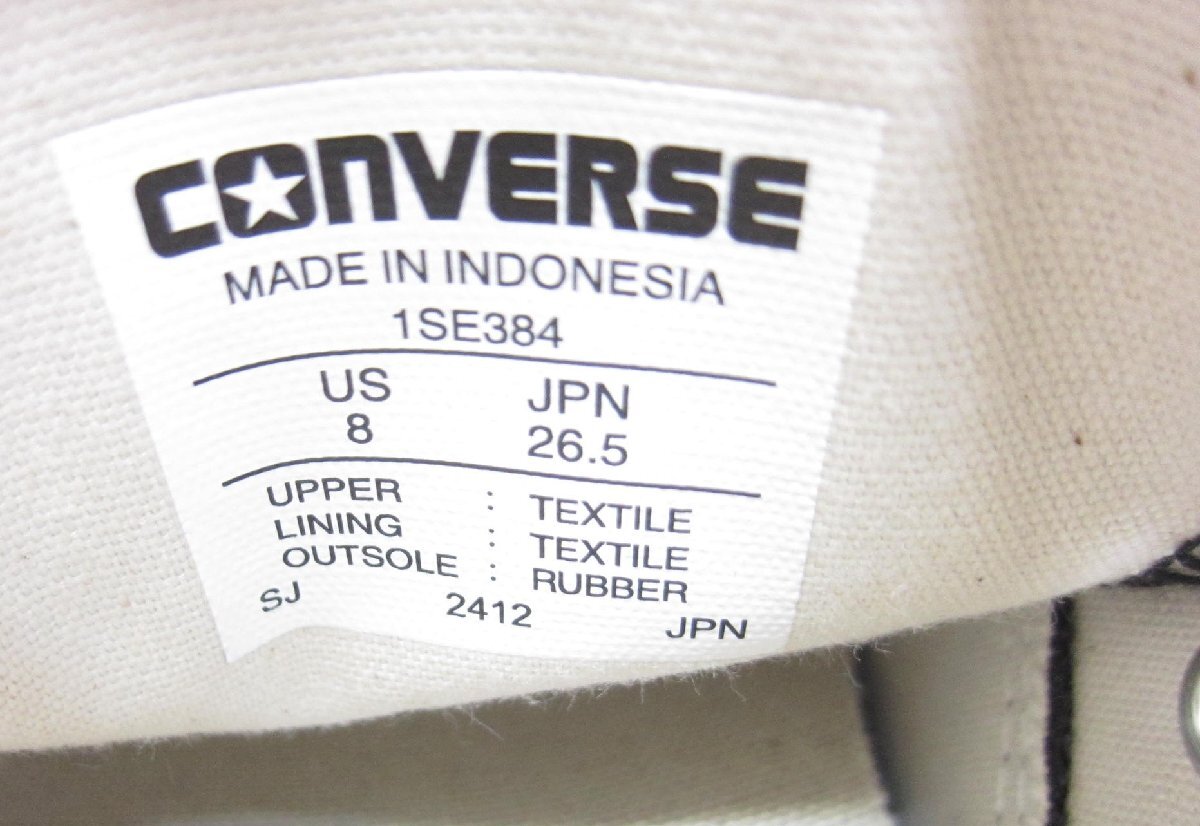 CONVERSE
MADE IN INDONESIA
1SE384
US JPN
8 26.5
UPPER : TEXTILE
LINING : TEXTILE
OUTSOLE : RUBBER
SJ 2412 JPN